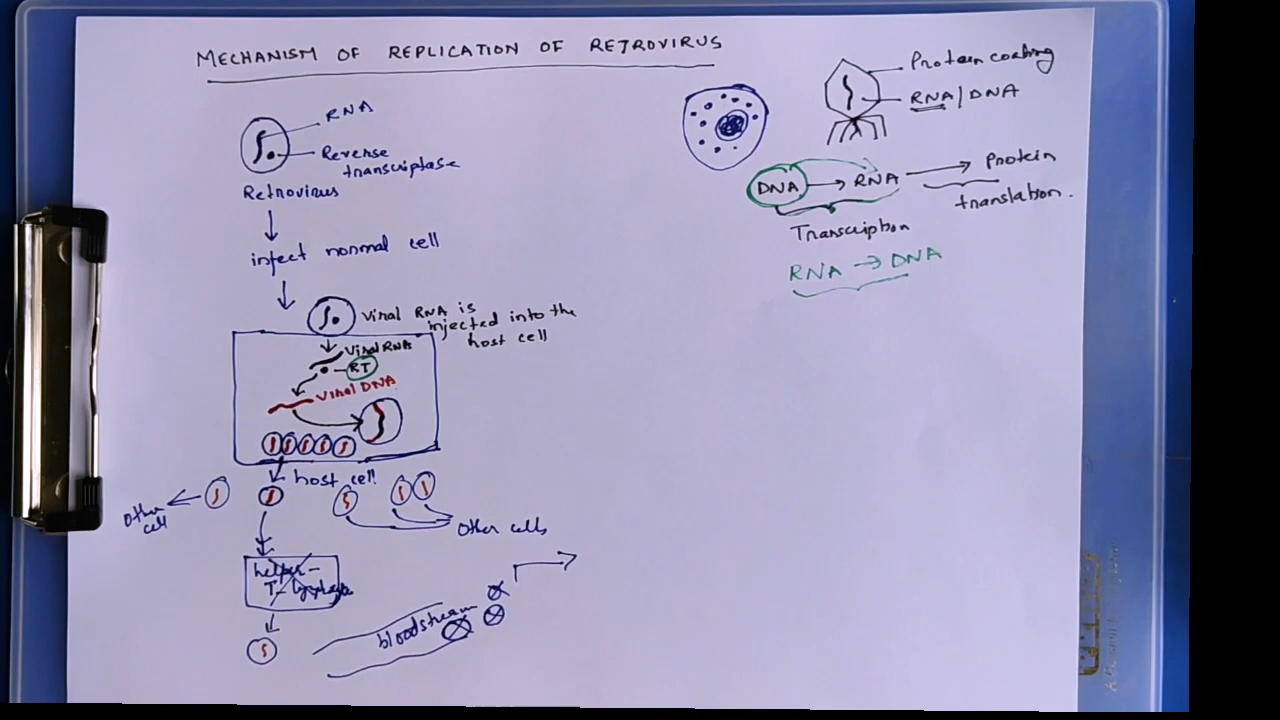 MECHANISM OF REPLICATION OF RETROVIRUS
RNA
Reverse
transcriptase
Retrovirus
infect normal cell
Viral RNA is
injected into the
host cell
Viral RNA
RT
Viral DNA
host cell
Other
cell
Other cells
helper-
T-
bloodstream
Protein coating
RNA/DNA
DNA → RNA → Protein
translation.
Transcription
RNA → DNA